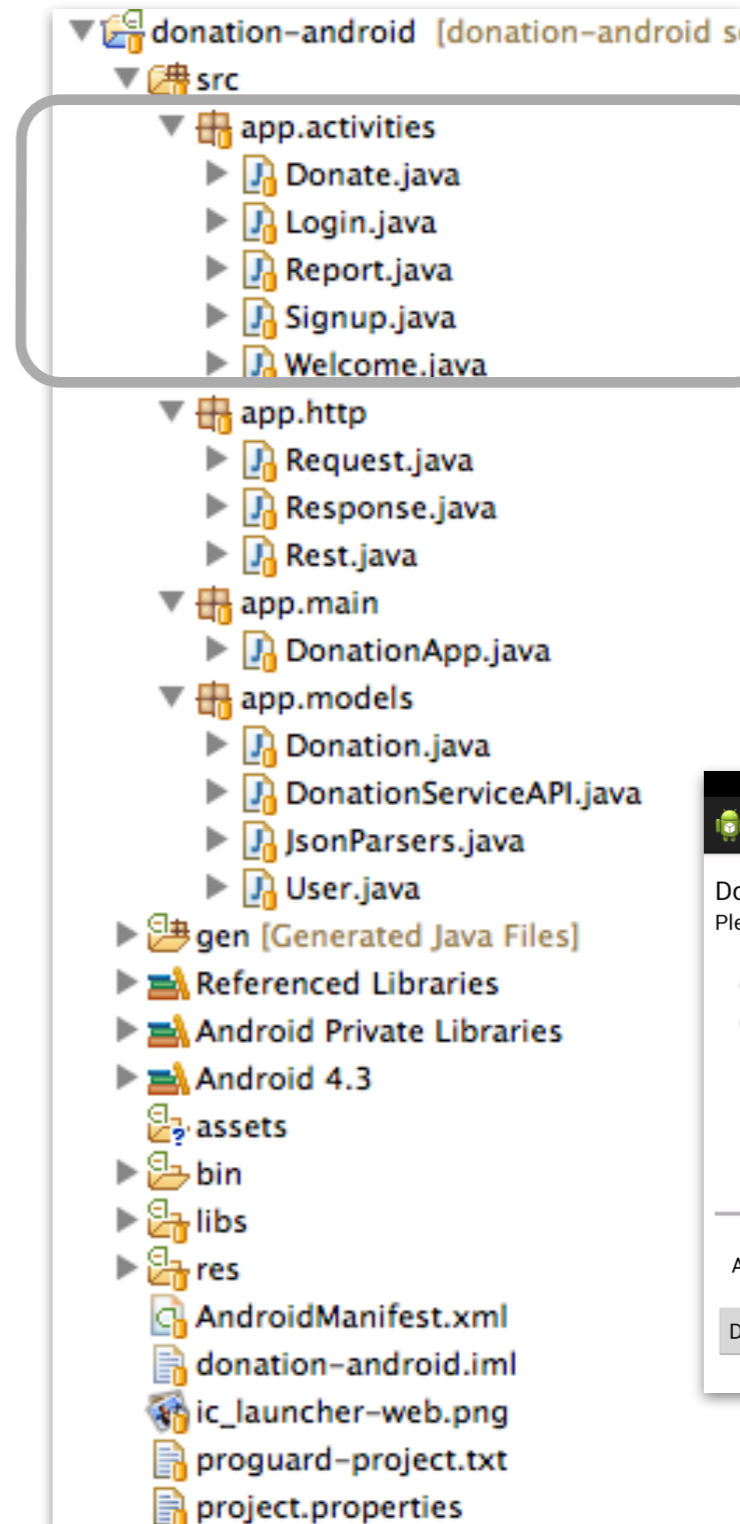 donation-android [donation-android
src
app.activities
Donate.java
Login.java
Report.java
Signup.java
Welcome.java
app.http
Request.java
Response.java
Rest.java
app.main
DonationApp.java
app.models
Donation.java
DonationServiceAPI.java
JsonParsers.java
User.java
gen [Generated Java Files]
Referenced Libraries
Android Private Libraries
Android 4.3
assets
bin
libs
res
AndroidManifest.xml
donation-android.iml
ic_launcher-web.png
proguard-project.txt
project.properties